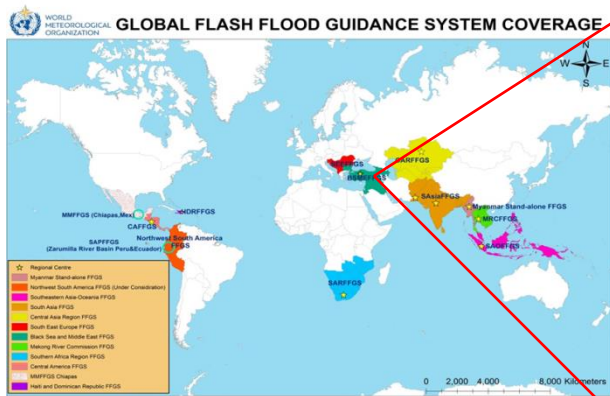 WORLD
METEOROLOGICAL
ORGANIZATION
GLOBAL FLASH FLOOD GUIDANCE SYSTEM COVERAGE
N
W E
S
CARFFGS
BSMEFFGS
SAsiaFFGS
Myanmar Stand-alone FFGS
MRCFFGS
MMFFGS (Chiapas,Mex)
HDRFFGS
CAFFGS
SAPFFGS
(Zarumilla River Basin Peru&Ecuador)
Northwest South America
FFGS
SARFFGS
Regional Centre
Myanmar Stand-alone FFGS
Northwest South America FFGS (Under Considiration)
Southeastern Asia-Oceania FFGS
South Asia FFGS
Central Asia Region FFGS
South East Europe FFGS
Black Sea and Middle East FFGS
Mekong River Commission FFGS
Southern Africa Region FFGS
Central America FFGS
MMFFGS Chiapas
Haiti and Dominican Republic FFGS
0 2,000 4,000 8,000 Kilometers